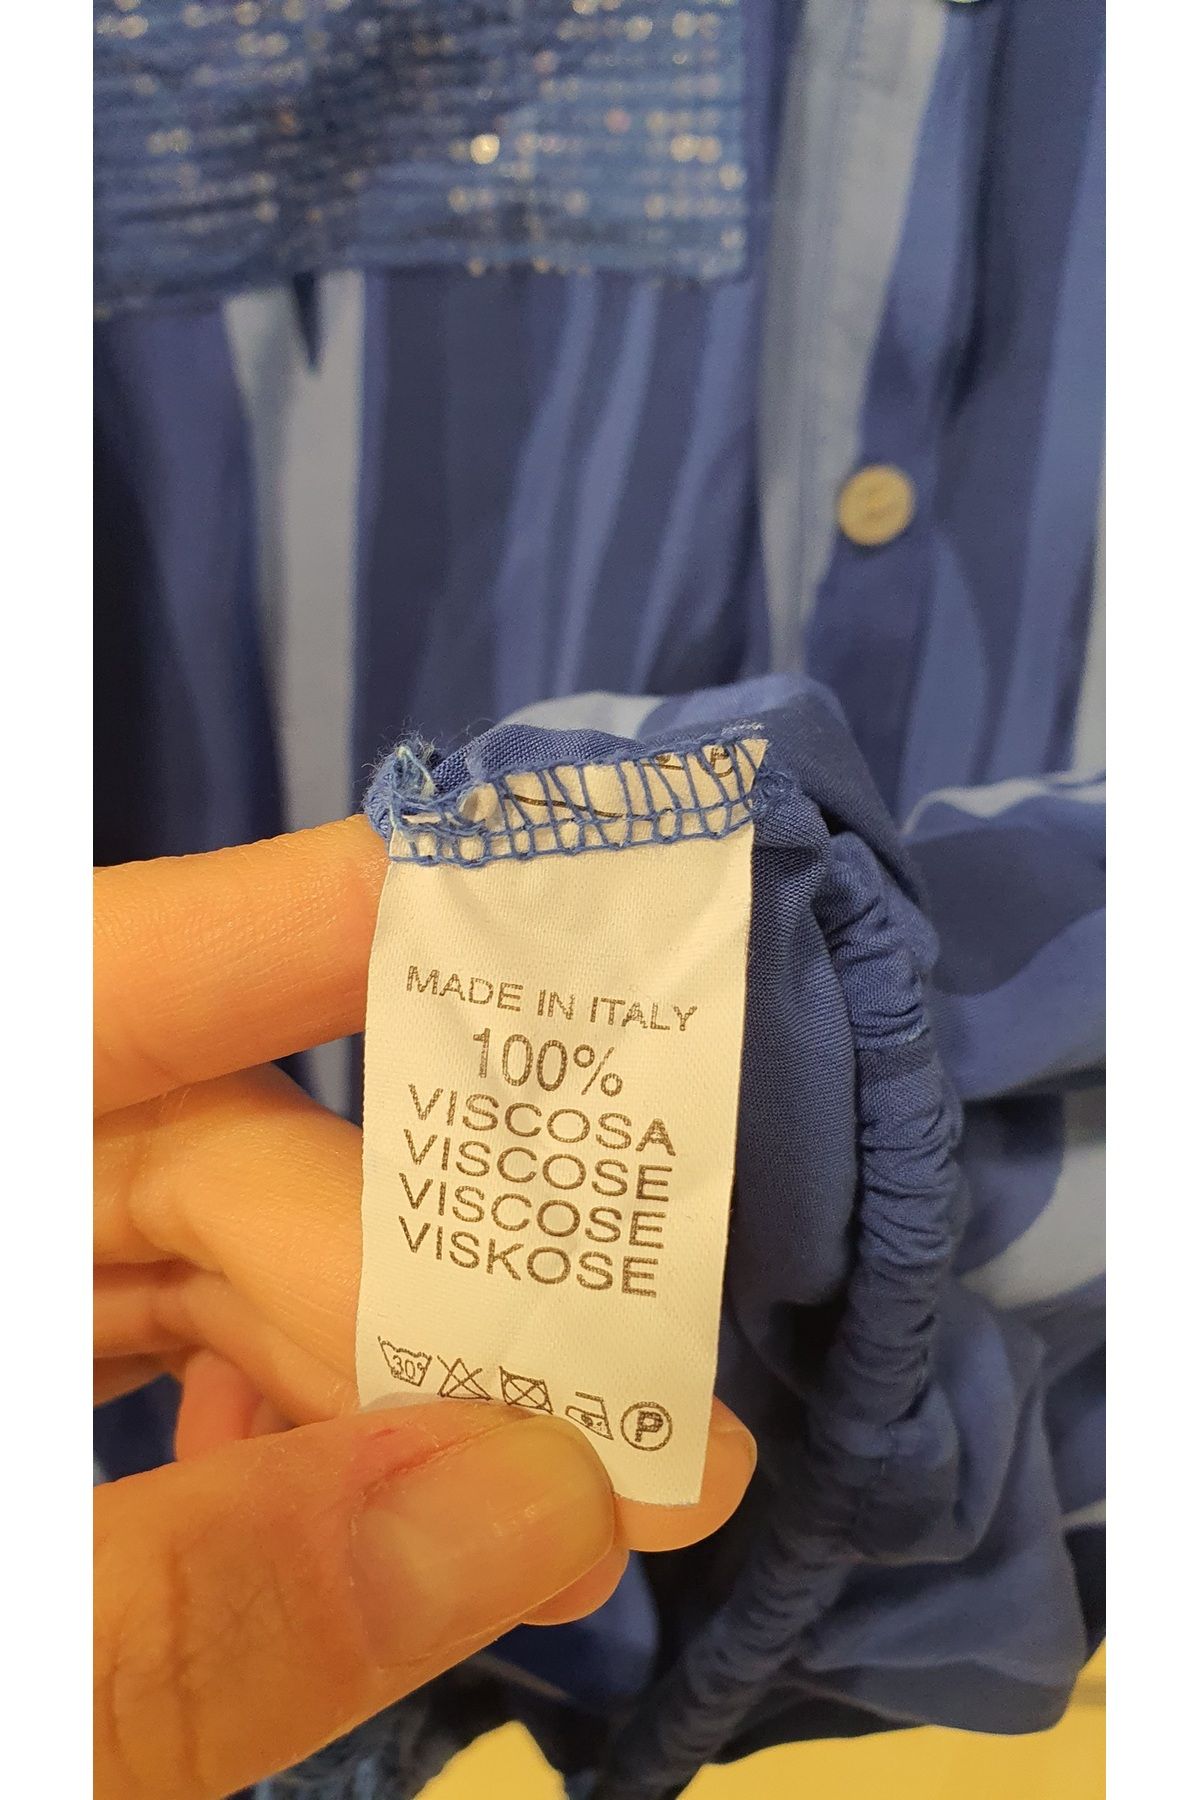 MADE IN ITALY
100%
VISCOSA
VISCOSE
VISCOSE
VISKOSE
30°
P